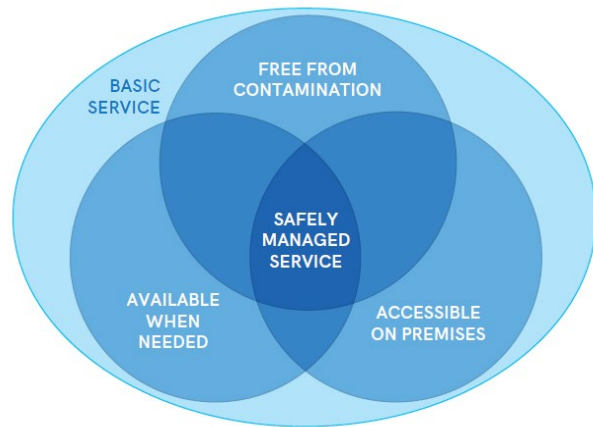 FREE FROM
CONTAMINATION
BASIC
SERVICE
SAFELY
MANAGED
SERVICE
AVAILABLE
WHEN
NEEDED
ACCESSIBLE
ON PREMISES